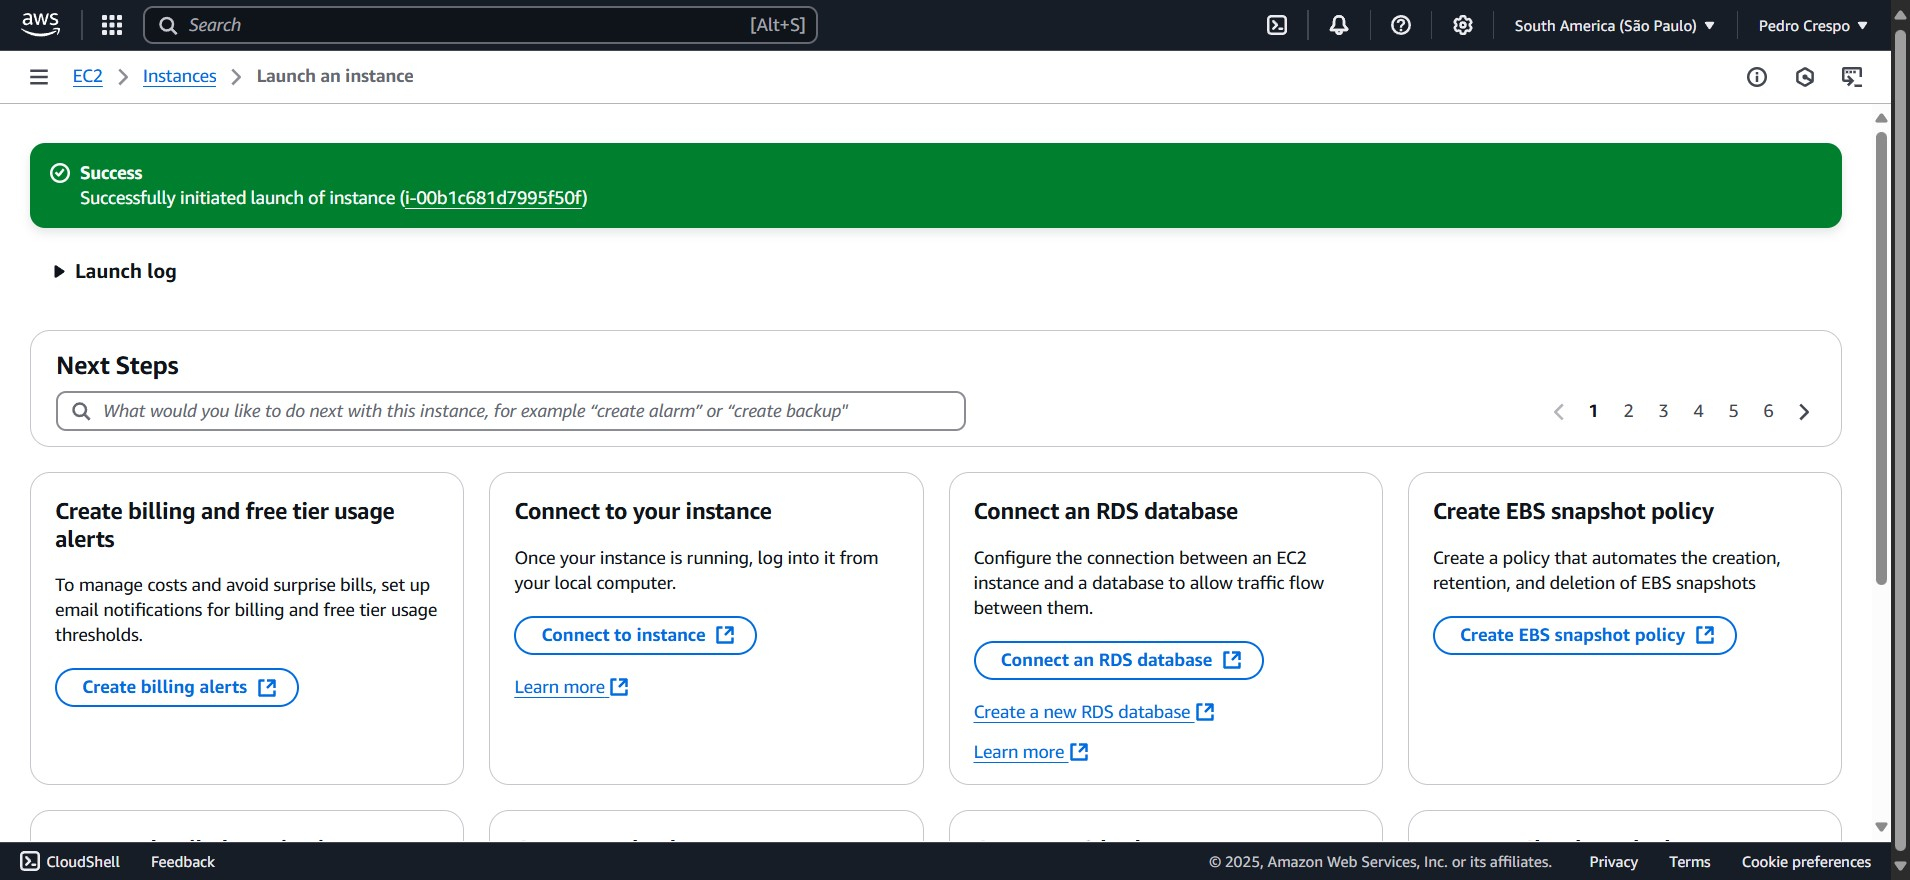 aws
Search [Alt+S]
South America (São Paulo)
Pedro Crespo
EC2
Instances
Launch an instance
Success
Successfully initiated launch of instance (i-00b1c681d7995f50f)
Launch log
Next Steps
What would you like to do next with this instance, for example “create alarm” or “create backup"
1 2 3 4 5 6
Create billing and free tier usage
alerts
To manage costs and avoid surprise bills, set up
email notifications for billing and free tier usage
thresholds.
Create billing alerts
Connect to your instance
Once your instance is running, log into it from
your local computer.
Connect to instance
Learn more
Connect an RDS database
Configure the connection between an EC2
instance and a database to allow traffic flow
between them.
Connect an RDS database
Create a new RDS database
Learn more
Create EBS snapshot policy
Create a policy that automates the creation,
retention, and deletion of EBS snapshots
Create EBS snapshot policy
CloudShell
Feedback
© 2025, Amazon Web Services, Inc. or its affiliates.
Privacy
Terms
Cookie preferences